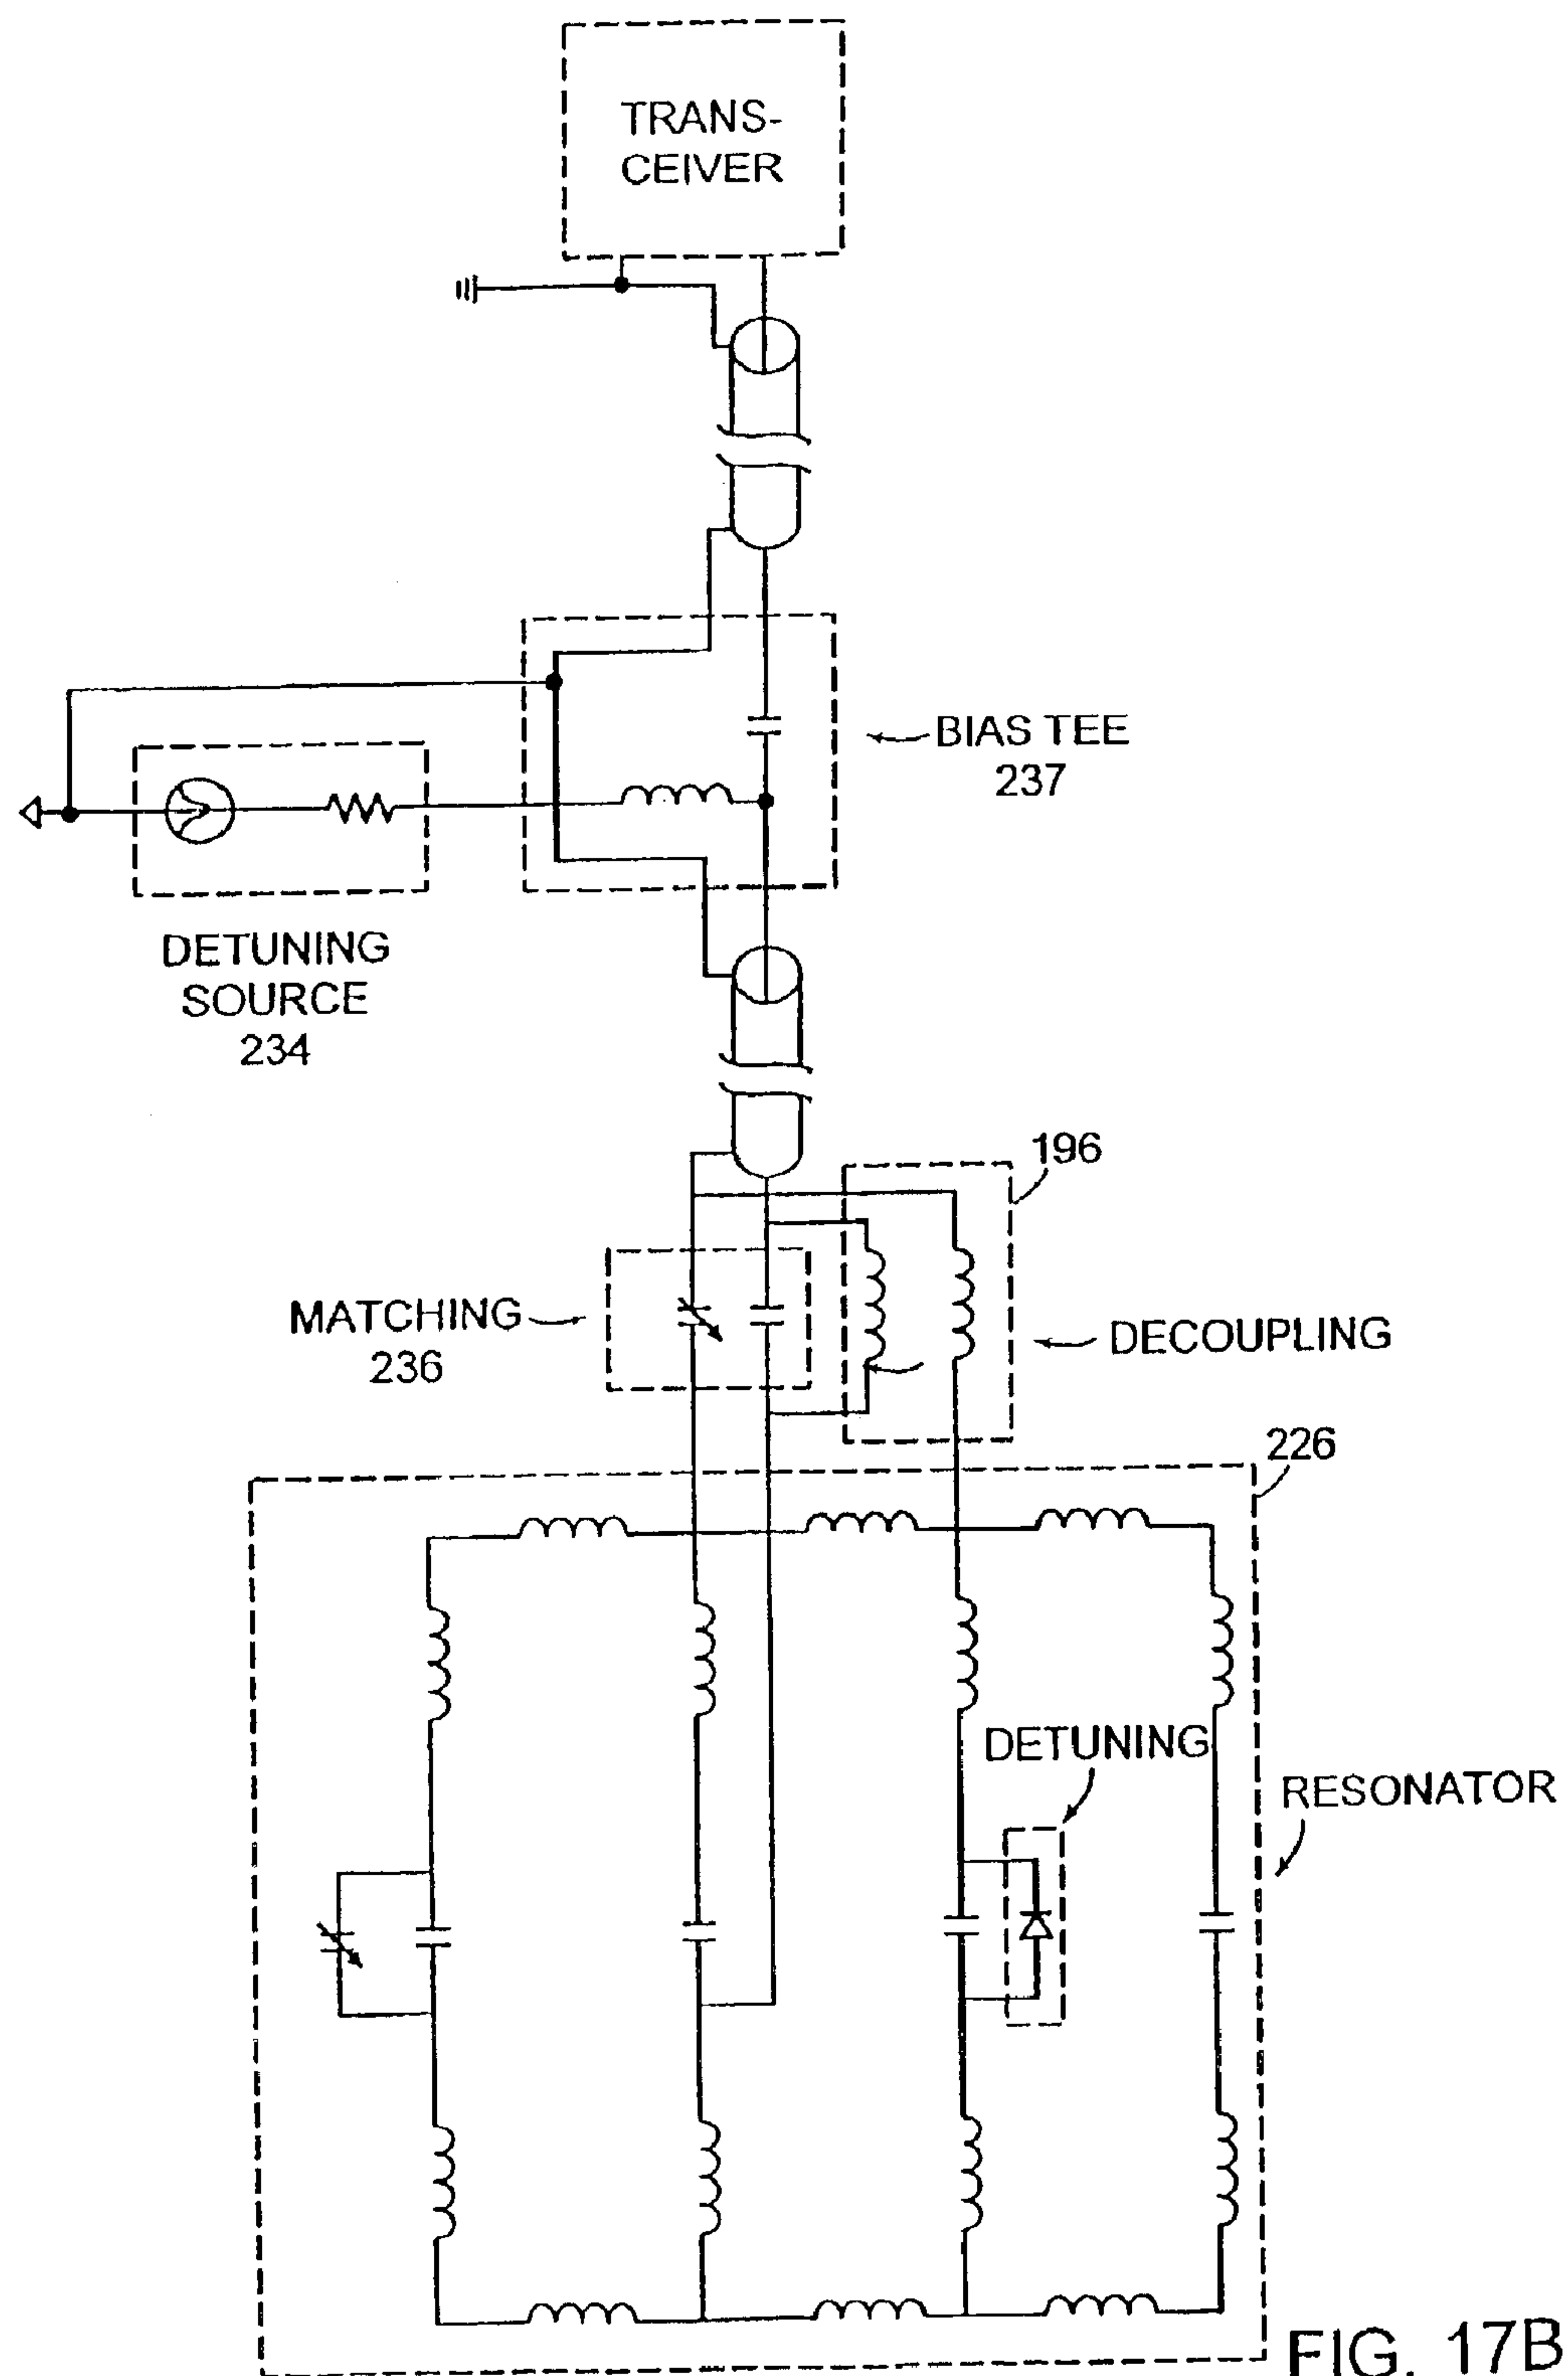 TRANS-
CEIVER
BIAS TEE
237
DETUNING
SOURCE
234
196
MATCHING
236
DECOUPLING
226
DETUNING
RESONATOR
FIG. 17B